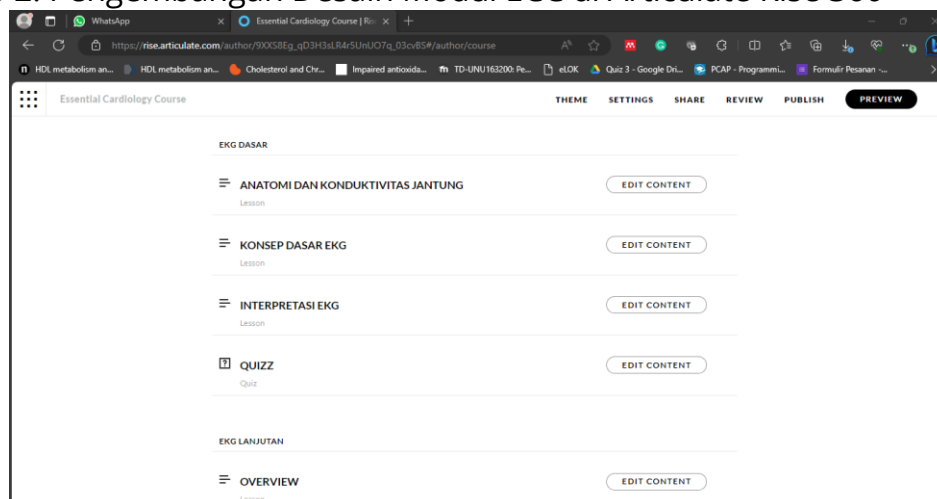 2. Pengembangan Desain Modul ECG di Articulate Rise 360
WhatsApp
Essential Cardiology Course | Ri
https://rise.articulate.com/author/9XXS8Eg_qD3H3sLR4r5UnUO7q_03cvBS#/author/course
HDL metabolism an...
HDL metabolism an...
Cholesterol and Chr...
Impaired antioxida...
TD-UNU163200: Pe...
eLOK
Quiz 3 - Google Dri...
PCAP - Programmi...
Formulir Pesanan -...
Essential Cardiology Course
THEME SETTINGS SHARE REVIEW PUBLISH PREVIEW
EKG DASAR
ANATOMI DAN KONDUKTIVITAS JANTUNG
EDIT CONTENT
Lesson
KONSEP DASAR EKG
EDIT CONTENT
Lesson
INTERPRETASI EKG
EDIT CONTENT
Lesson
QUIZZ
EDIT CONTENT
Quiz
EKG LANJUTAN
OVERVIEW
EDIT CONTENT
Lesson